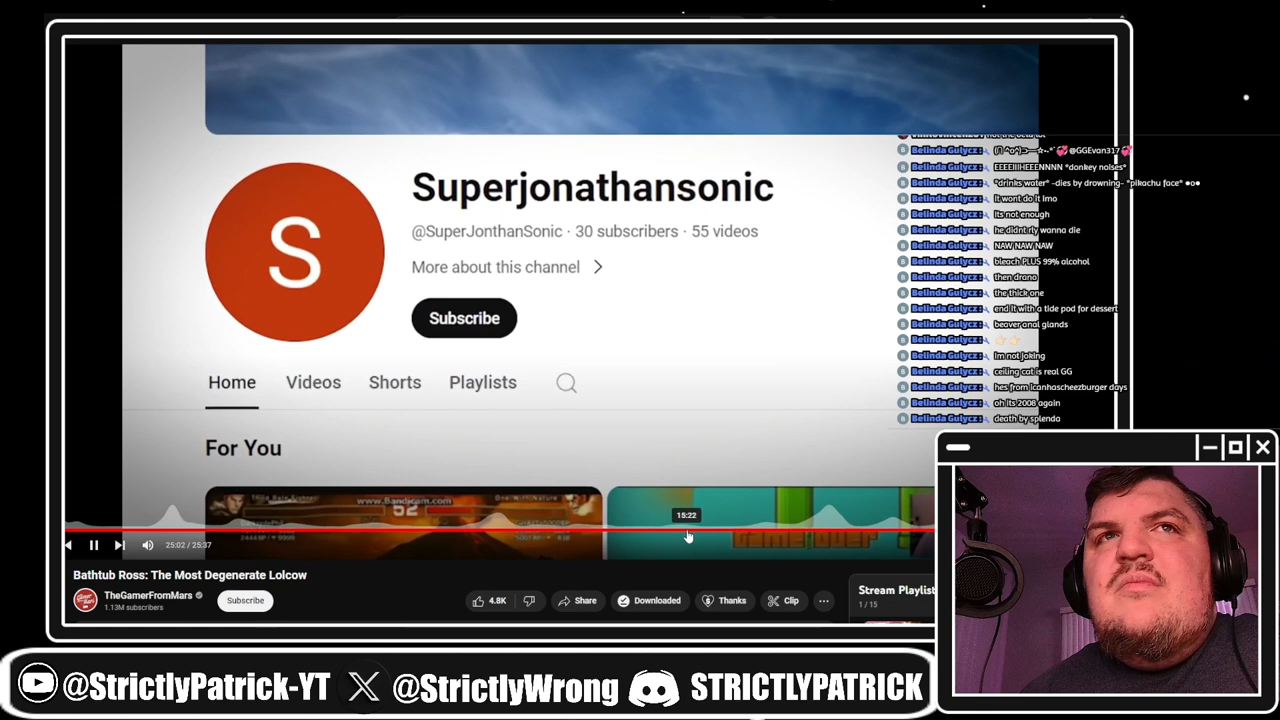 Superjonathansonic
@SuperJonthanSonic · 30 subscribers · 55 videos
More about this channel
Subscribe
Home Videos Shorts Playlists
For You
www.Bandicam.com
52
GAME OVER
Belinda Gulycz: @GGEvan317
Belinda Gulycz: EEEEIIIHEEENNNN *donkey noises*
Belinda Gulycz: *drinks water* -dies by drowning- *pikachu face* •o•
Belinda Gulycz: It wont do it lmo
Belinda Gulycz: Its not enough
Belinda Gulycz: he didnt rly wanna die
Belinda Gulycz: NAW NAW NAW
Belinda Gulycz: bleach PLUS 99% alcohol
Belinda Gulycz: then drano
Belinda Gulycz: the thick one
Belinda Gulycz: end it with a tide pod for dessert
Belinda Gulycz: beaver anal glands
Belinda Gulycz:
Belinda Gulycz: Im not joking
Belinda Gulycz: ceiling cat is real GG
Belinda Gulycz: hes from icanhascheezburger days
Belinda Gulycz: oh its 2008 again
Belinda Gulycz: death by splenda
15:22
25:02 / 25:37
Bathtub Ross: The Most Degenerate Lolcow
TheGamerFromMars
1.13M subscribers
Subscribe
4.8K
Share
Downloaded
Thanks
Clip
Stream Playlist
1 / 15
@StrictlyPatrick-YT @StrictlyWrong STRICTLYPATRICK